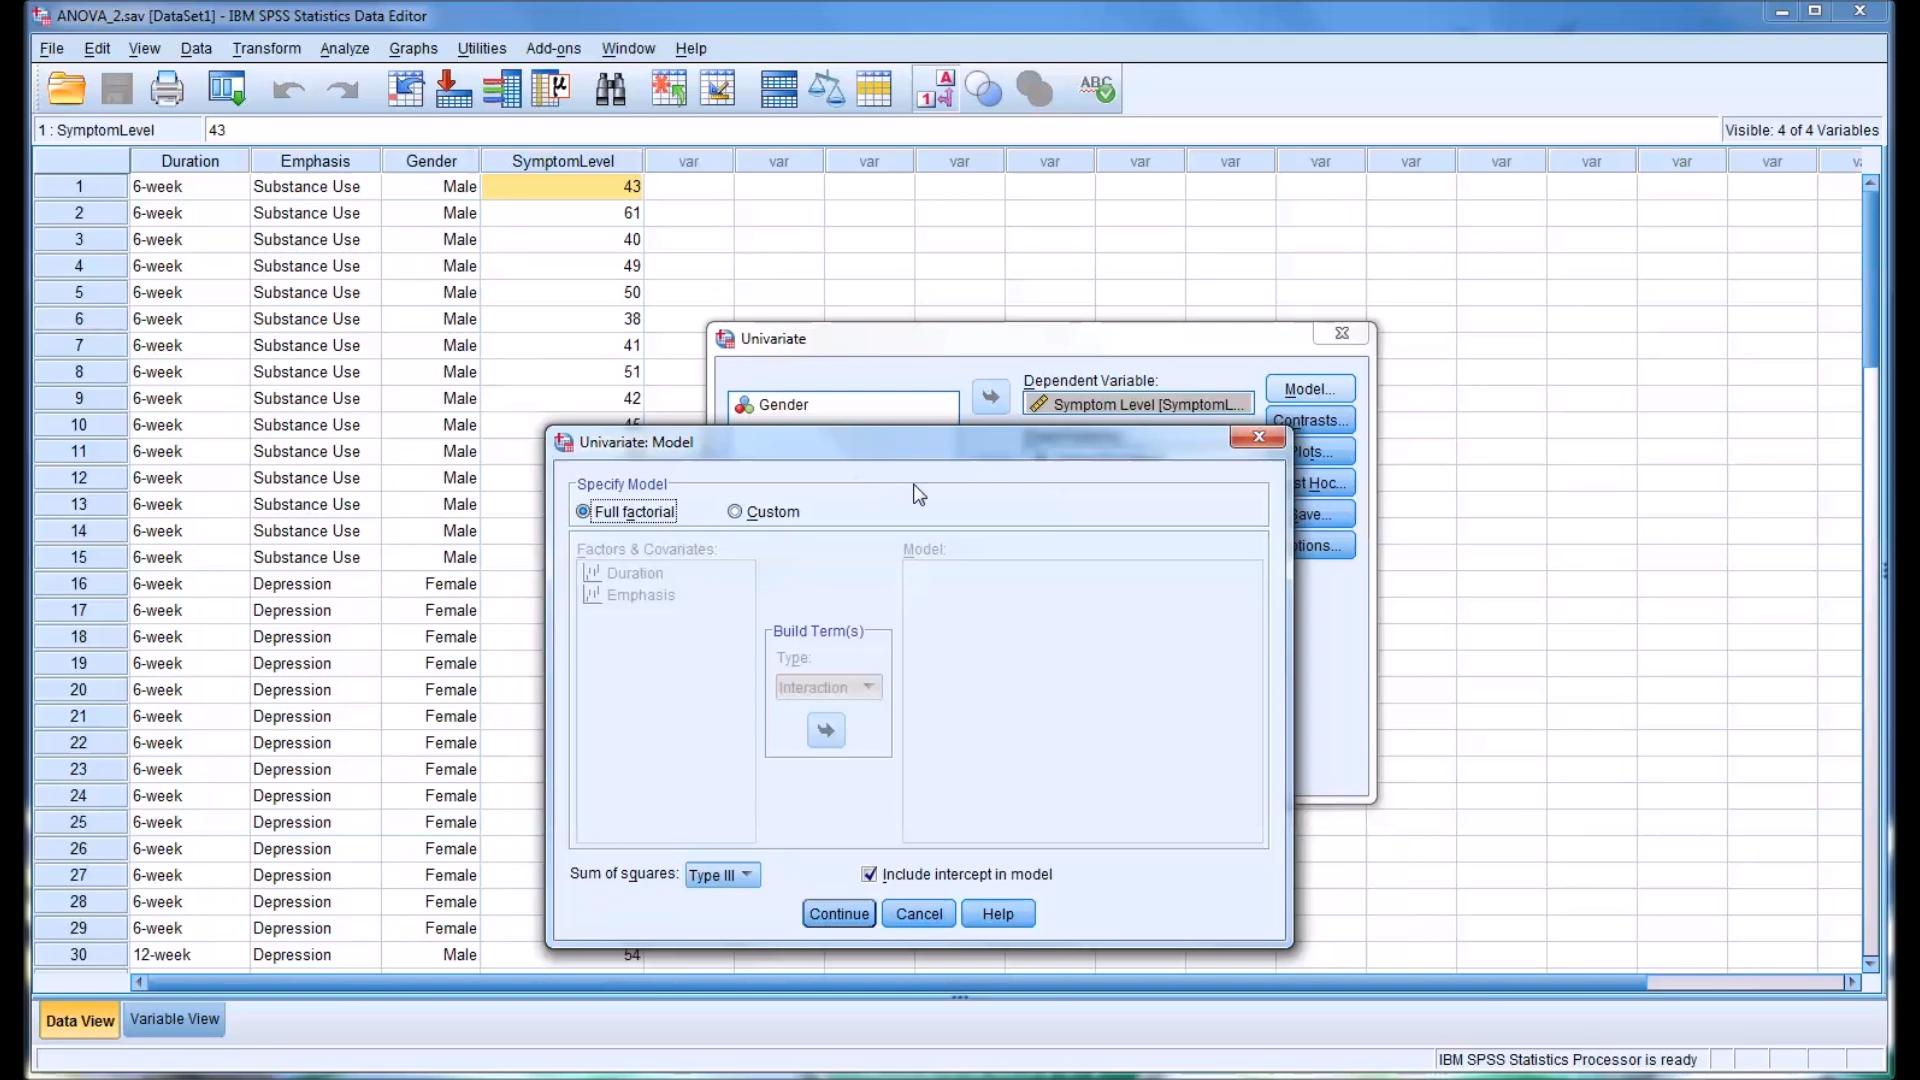 ANOVA_2.sav [DataSet1] - IBM SPSS Statistics Data Editor
File Edit View Data Transform Analyze Graphs Utilities Add-ons Window Help
1 : SymptomLevel 43 Visible: 4 of 4 Variables
Duration Emphasis Gender SymptomLevel var var var var var var var var var var var var var
1 6-week Substance Use Male 43
2 6-week Substance Use Male 61
3 6-week Substance Use Male 40
4 6-week Substance Use Male 49
5 6-week Substance Use Male 50
6 6-week Substance Use Male 38
7 6-week Substance Use Male 41
8 6-week Substance Use Male 51
9 6-week Substance Use Male 42
10 6-week Substance Use Male
11 6-week Substance Use Male
12 6-week Substance Use Male
13 6-week Substance Use Male
14 6-week Substance Use Male
15 6-week Substance Use Male
16 6-week Depression Female
17 6-week Depression Female
18 6-week Depression Female
19 6-week Depression Female
20 6-week Depression Female
21 6-week Depression Female
22 6-week Depression Female
23 6-week Depression Female
24 6-week Depression Female
25 6-week Depression Female
26 6-week Depression Female
27 6-week Depression Female
28 6-week Depression Female
29 6-week Depression Female
30 12-week Depression Male 54
Univariate
Gender
Dependent Variable:
Symptom Level [SymptomL...
Model...
Contrasts...
Plots...
st Hoc...
Save...
ptions...
Univariate: Model
Specify Model
Full factorial Custom
Factors & Covariates: Model:
Duration
Emphasis
Build Term(s)
Type:
Interaction
Sum of squares: Type III Include intercept in model
Continue Cancel Help
Data View Variable View
IBM SPSS Statistics Processor is ready